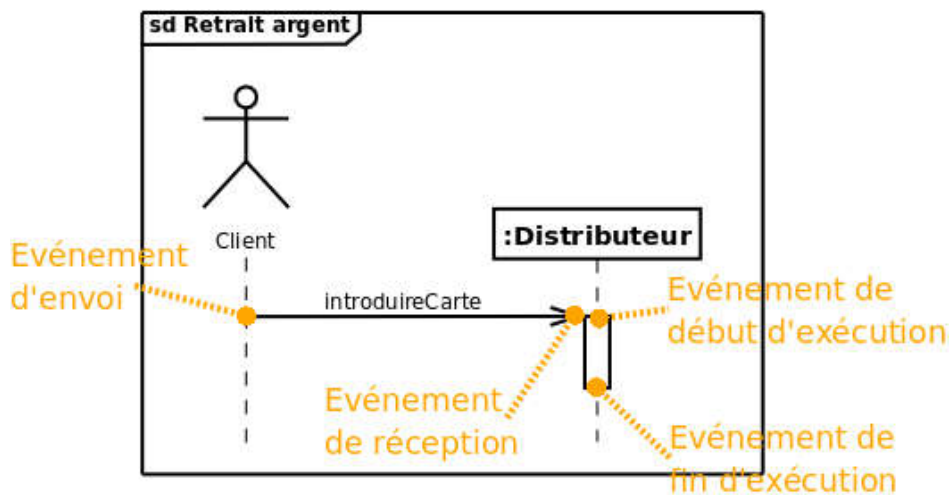 sd Retrait argent
Client
:Distributeur
Evénement
d'envoi
introduireCarte
Evénement de
début d'exécution
Evénement
de réception
Evénement de
fin d'exécution